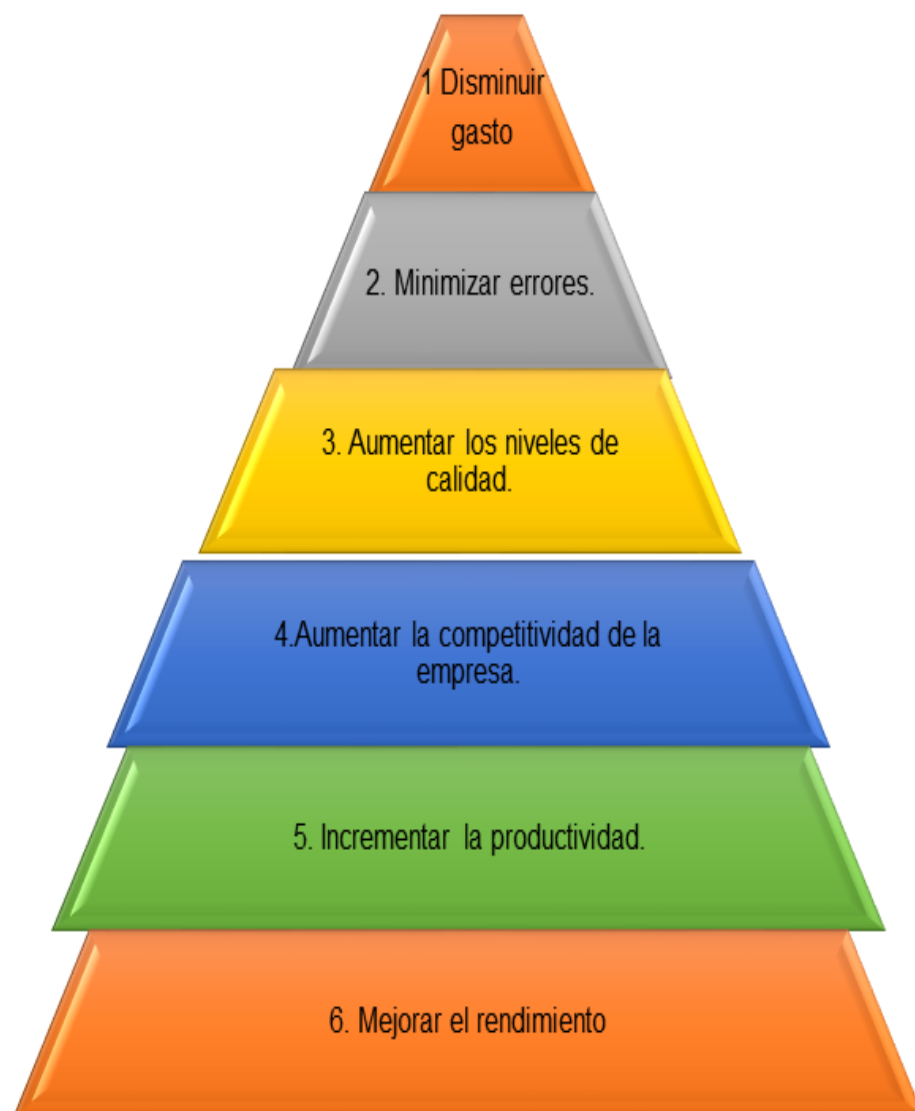 1 Disminuir
gasto
2. Minimizar errores.
3. Aumentar los niveles de
calidad.
4.Aumentar la competitividad de la
empresa.
5. Incrementar la productividad.
6. Mejorar el rendimiento